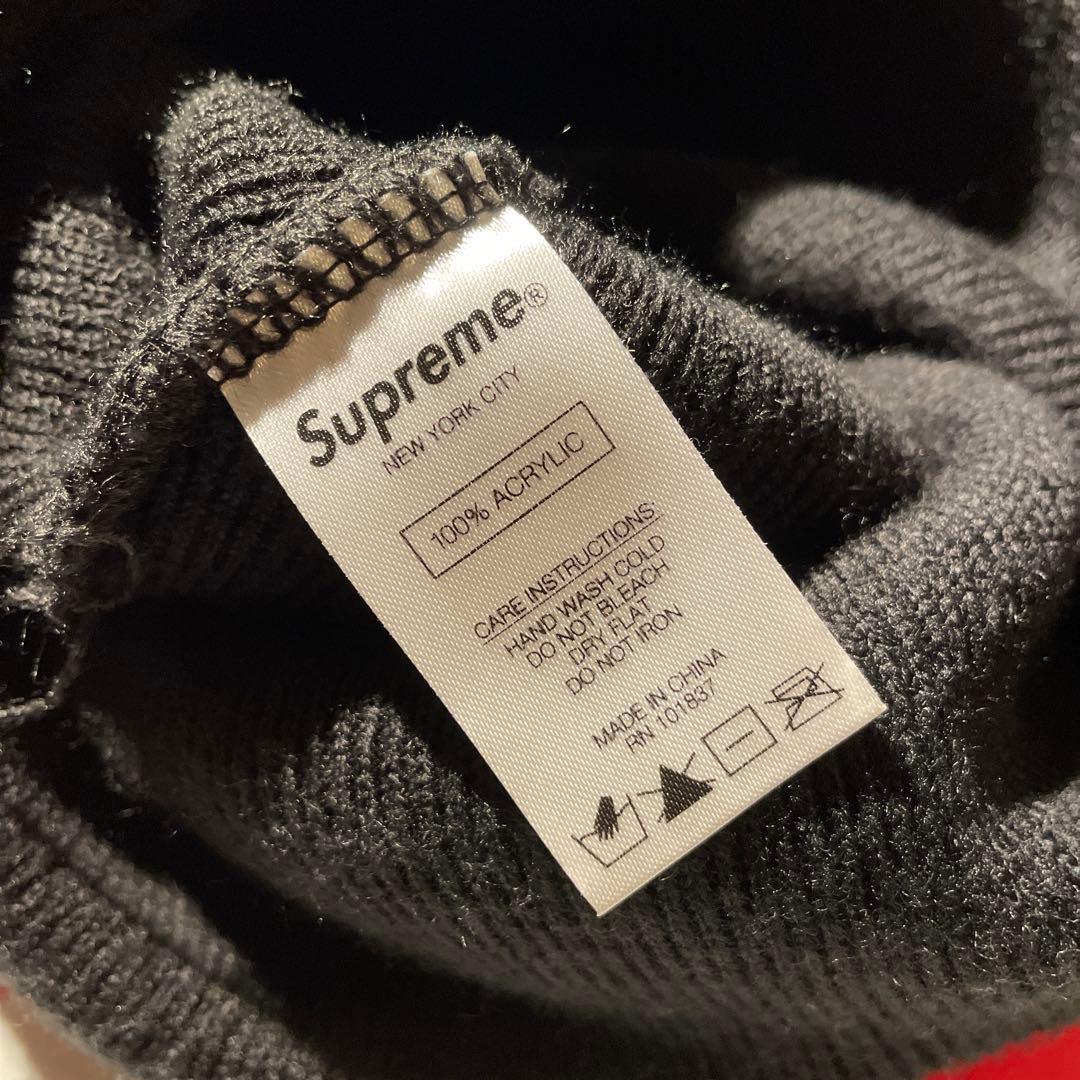 Supreme®
NEW YORK CITY
100% ACRYLIC
CARE INSTRUCTIONS:
HAND WASH COLD
DO NOT BLEACH
DRY FLAT
DO NOT IRON
MADE IN CHINA
RN 101837